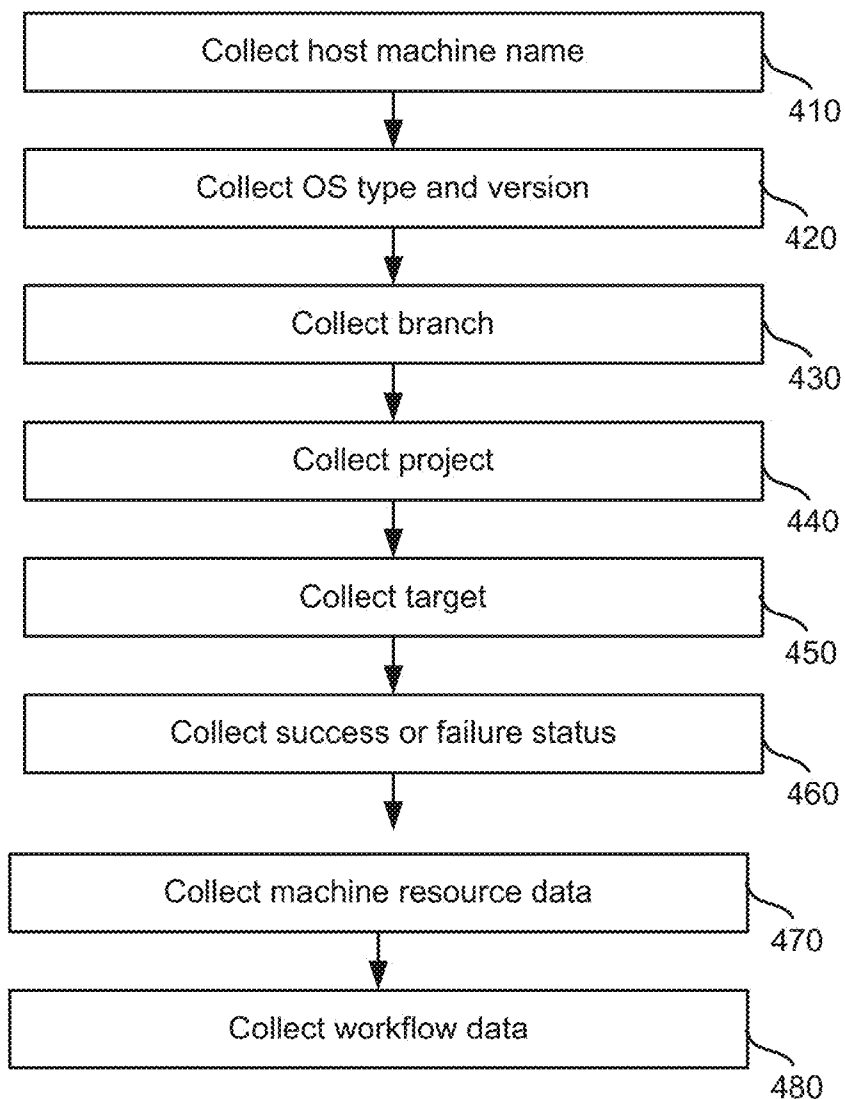 Collect host machine name
410
Collect OS type and version
420
Collect branch
430
Collect project
440
Collect target
450
Collect success or failure status
460
Collect machine resource data
470
Collect workflow data
480